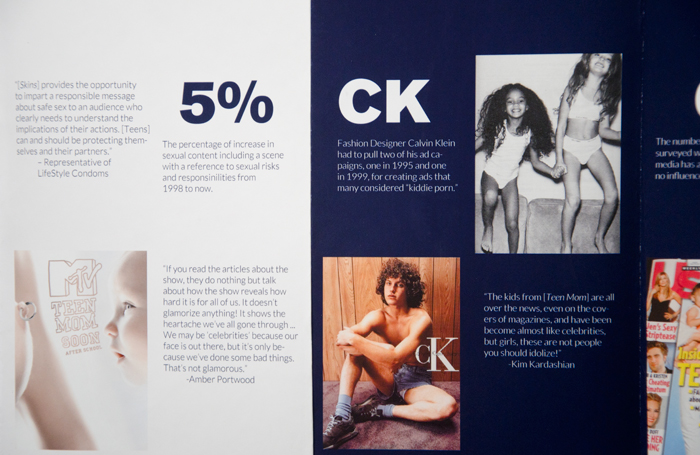 "[Skins] provides the opportunity
to impart a responsible message
about safe sex to an audience who
clearly needs to understand the
implications of their actions. [Teens]
can and should be protecting them-
selves and their partners."
– Representative of
LifeStyle Condoms
5%
The percentage of increase in
sexual content including a scene
with a reference to sexual risks
and responsinilities from
1998 to now.
MTV
TEEN
MOM
SOON
AFTER SCHOOL
"If you read the articles about the
show, they do nothing but talk
about how the show reveals how
hard it is for all of us. It doesn't
glamorize anything! It shows the
heartache we've all gone through ...
We may be 'celebrities' because our
face is out there, but it's only be-
cause we've done some bad things.
That's not glamorous."
-Amber Portwood
CK
Fashion Designer Calvin Klein
had to pull two of his ad ca-
paigns, one in 1995 and one
in 1999, for creating ads that
many considered "kiddie porn."
cK
"The kids from [Teen Mom] are all
over the news, even on the cov-
ers of magazines, and have been
become almost like celebrities,
but girls, these are not people
you should idolize!"
-Kim Kardashian
The numbe
surveyed w
media has a
no influenc
WEEKLY
Jen's Sexy
Striptease
Inside
TE
Cheating